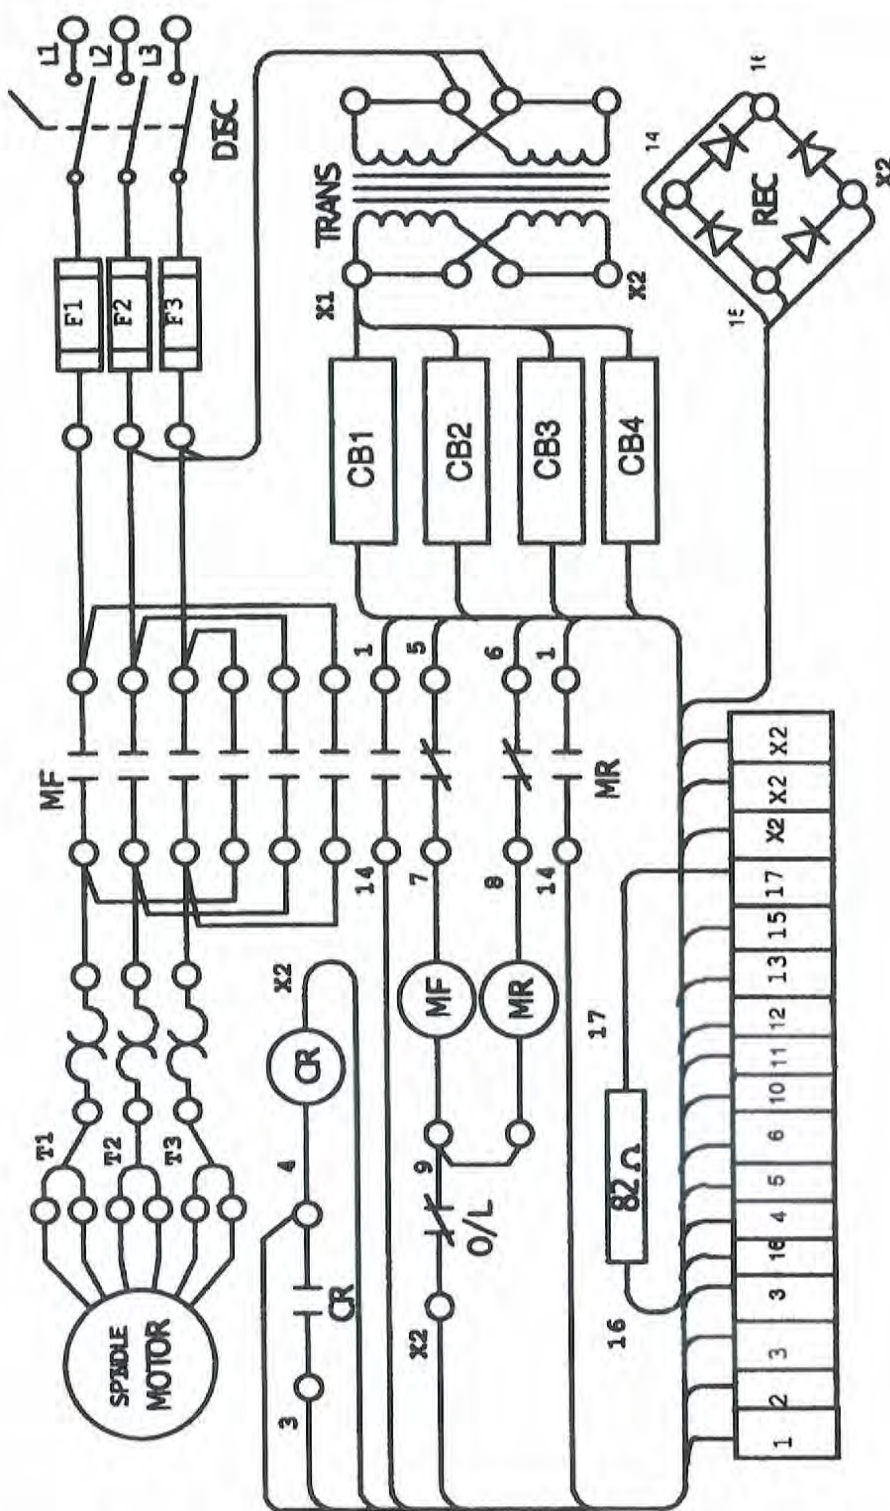 L1
L2
L3
DISC
F1
F2
F3
MF
T1
T2
T3
SPINDLE
MOTOR
TRANS
X1
X2
CB1
CB2
CB3
CB4
14
16
15
X2
REC
1
5
6
1
MR
14
7
8
14
X2
CR
4
CR
3
MF
MR
9
O/L
X2
17
82Ω
16
1
2
3
3
16
4
5
6
10
11
12
13
15
17
X2
X2
X2